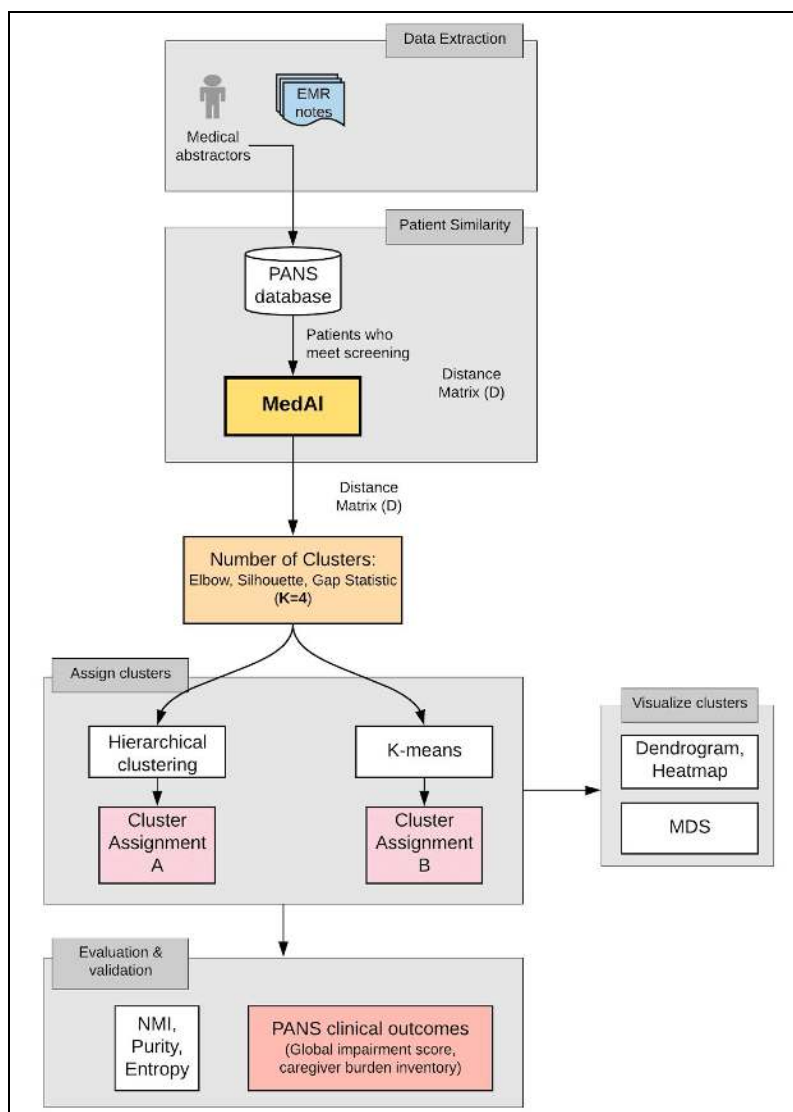 Data Extraction
EMR
notes
Medical
abstractors
Patient Similarity
PANS
database
Patients who
meet screening
Distance
Matrix (D)
MedAI
Distance
Matrix (D)
Number of Clusters:
Elbow, Silhouette, Gap Statistic
(K=4)
Assign clusters
Hierarchical
clustering
K-means
Cluster
Assignment
A
Cluster
Assignment
B
Visualize clusters
Dendrogram,
Heatmap
MDS
Evaluation &
validation
NMI,
Purity,
Entropy
PANS clinical outcomes
(Global impairment score,
caregiver burden inventory)